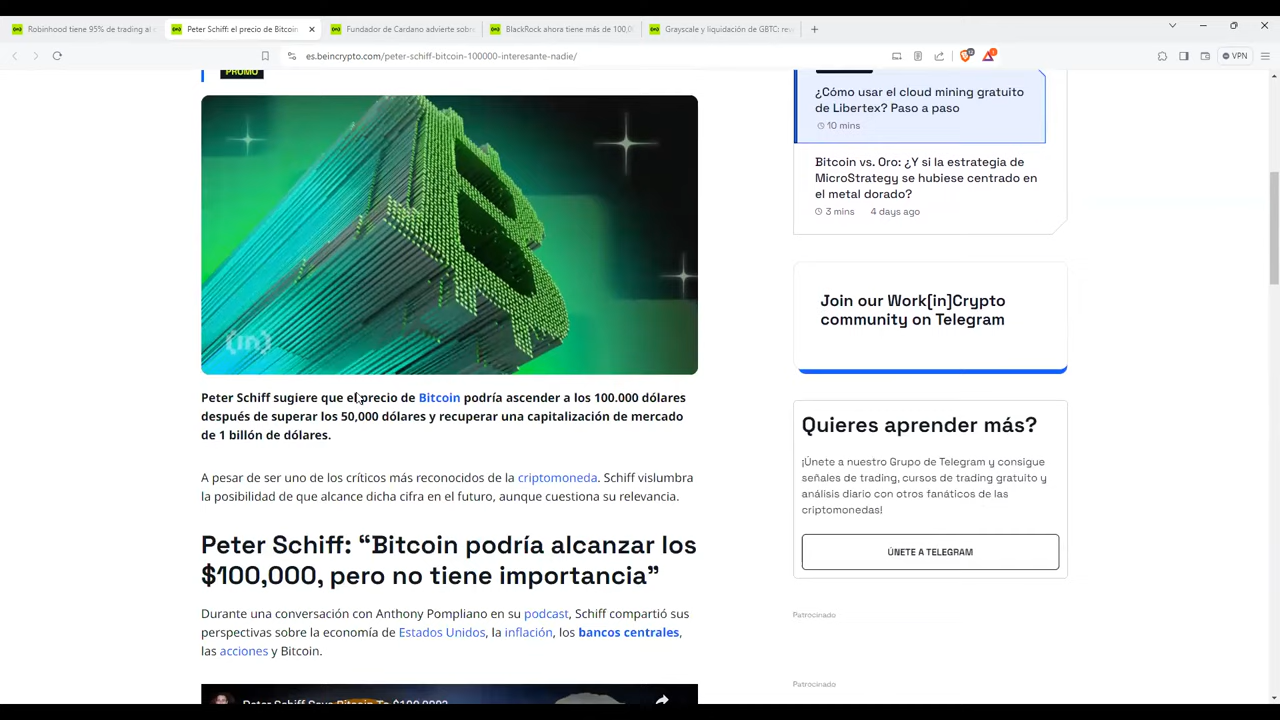 Robinhood tiene 95% de trading al c
Peter Schiff: el precio de Bitcoin
Fundador de Cardano advierte sobre
BlackRock ahora tiene más de 100,0
Grayscale y liquidación de GBTC: re
es.beincrypto.com/peter-schiff-bitcoin-100000-interesante-nadie/
VPN
PROMO
(in)
Peter Schiff sugiere que el precio de Bitcoin podría ascender a los 100.000 dólares
después de superar los 50,000 dólares y recuperar una capitalización de mercado
de 1 billón de dólares.
A pesar de ser uno de los críticos más reconocidos de la criptomoneda. Schiff vislumbra
la posibilidad de que alcance dicha cifra en el futuro, aunque cuestiona su relevancia.
Peter Schiff: “Bitcoin podría alcanzar los
$100,000, pero no tiene importancia”
Durante una conversación con Anthony Pompliano en su podcast, Schiff compartió sus
perspectivas sobre la economía de Estados Unidos, la inflación, los bancos centrales,
las acciones y Bitcoin.
Peter Schiff Says Bitcoin To $100,000?
¿Cómo usar el cloud mining gratuito
de Libertex? Paso a paso
10 mins
Bitcoin vs. Oro: ¿Y si la estrategia de
MicroStrategy se hubiese centrado en
el metal dorado?
3 mins 4 days ago
Join our Work[in]Crypto
community on Telegram
Quieres aprender más?
¡Únete a nuestro Grupo de Telegram y consigue
señales de trading, cursos de trading gratuito y
análisis diario con otros fanáticos de las
criptomonedas!
ÚNETE A TELEGRAM
Patrocinado
Patrocinado